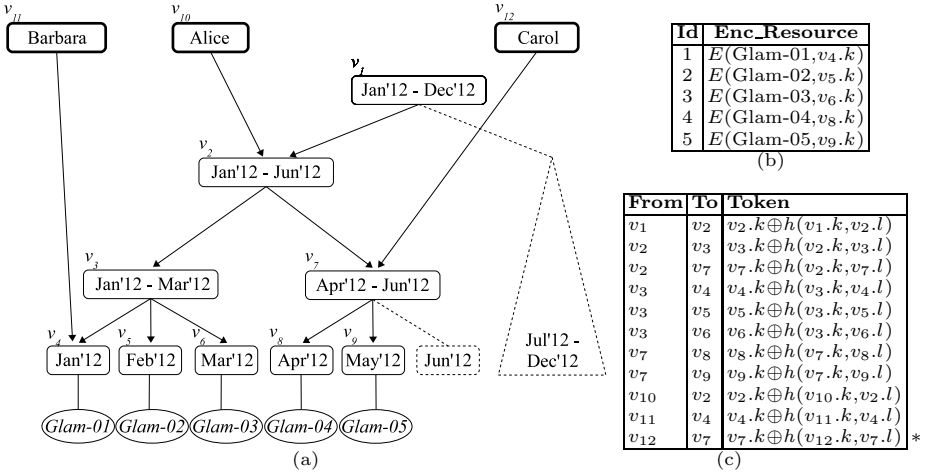 v11 v10 v12
Barbara Alice Carol
v1
Jan'12 - Dec'12
v2
Jan'12 - Jun'12
v3 v7
Jan'12 - Mar'12 Apr'12 - Jun'12
v4 v5 v6 v8 v9
Jan'12 Feb'12 Mar'12 Apr'12 May'12 Jun'12
Jul'12 -
Dec'12
Glam-01 Glam-02 Glam-03 Glam-04 Glam-05
(a)
Id Enc_Resource
1 E(Glam-01,v4.k)
2 E(Glam-02,v5.k)
3 E(Glam-03,v6.k)
4 E(Glam-04,v8.k)
5 E(Glam-05,v9.k)
(b)
From To Token
v1 v2 v2.k⊕h(v1.k,v2.l)
v2 v3 v3.k⊕h(v2.k,v3.l)
v2 v7 v7.k⊕h(v2.k,v7.l)
v3 v4 v4.k⊕h(v3.k,v4.l)
v3 v5 v5.k⊕h(v3.k,v5.l)
v3 v6 v6.k⊕h(v3.k,v6.l)
v7 v8 v8.k⊕h(v7.k,v8.l)
v7 v9 v9.k⊕h(v7.k,v9.l)
v10 v2 v2.k⊕h(v10.k,v2.l)
v11 v4 v4.k⊕h(v11.k,v4.l)
v12 v7 v7.k⊕h(v12.k,v7.l) *
(c)